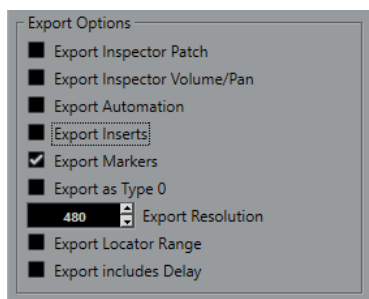 Export Options
Export Inspector Patch
Export Inspector Volume/Pan
Export Automation
Export Inserts
Export Markers
Export as Type 0
480 Export Resolution
Export Locator Range
Export includes Delay